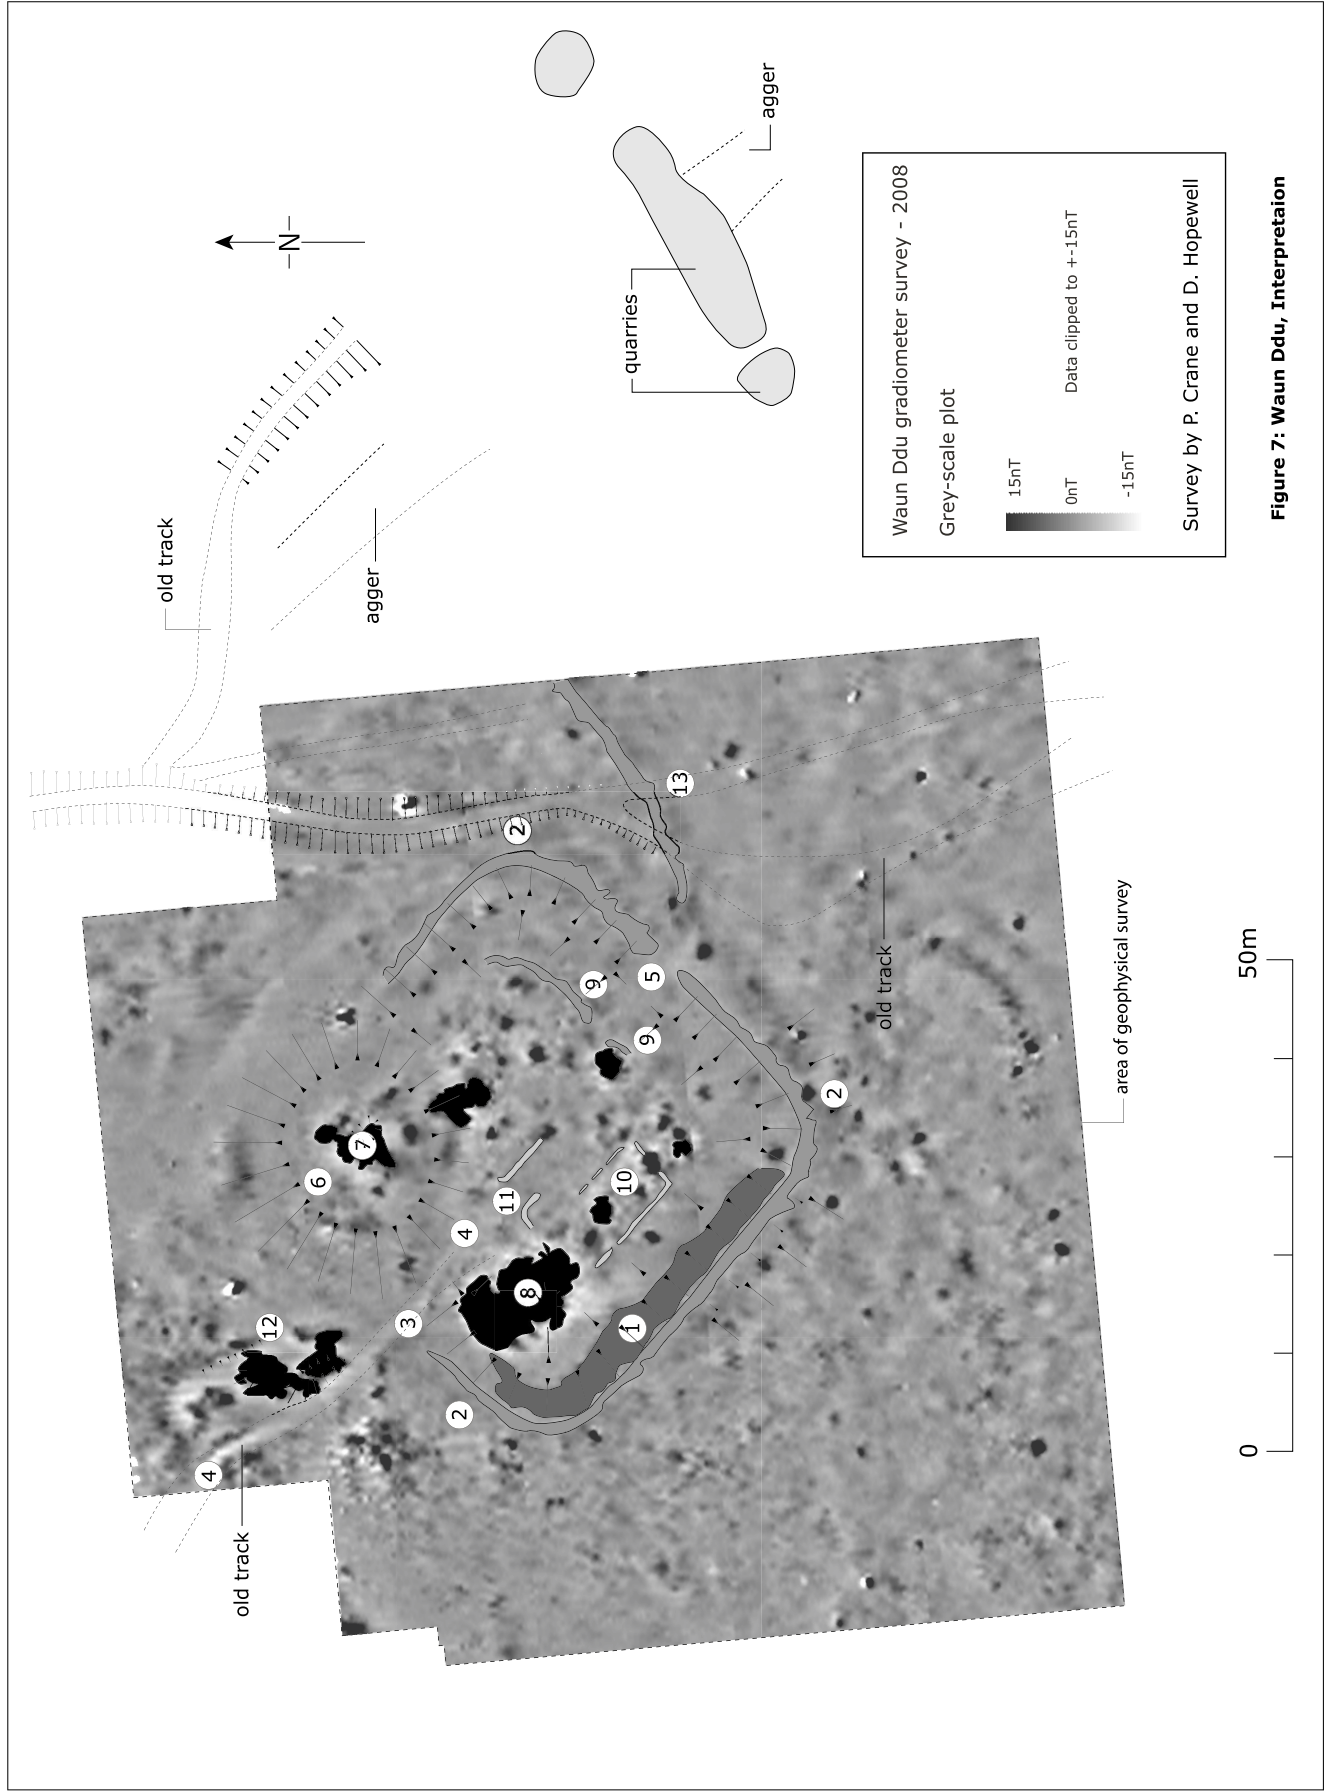 old track
4
old track
12
N
6
7
agger
3
2
4
11
2
8
9
10
quarries
1
9
5
13
agger
2
old track
area of geophysical survey
0
50m
Waun Ddu gradiometer survey - 2008
Grey-scale plot
15nT
0nT
Data clipped to +-15nT
-15nT
Survey by P. Crane and D. Hopewell
Figure 7: Waun Ddu, Interpretaion